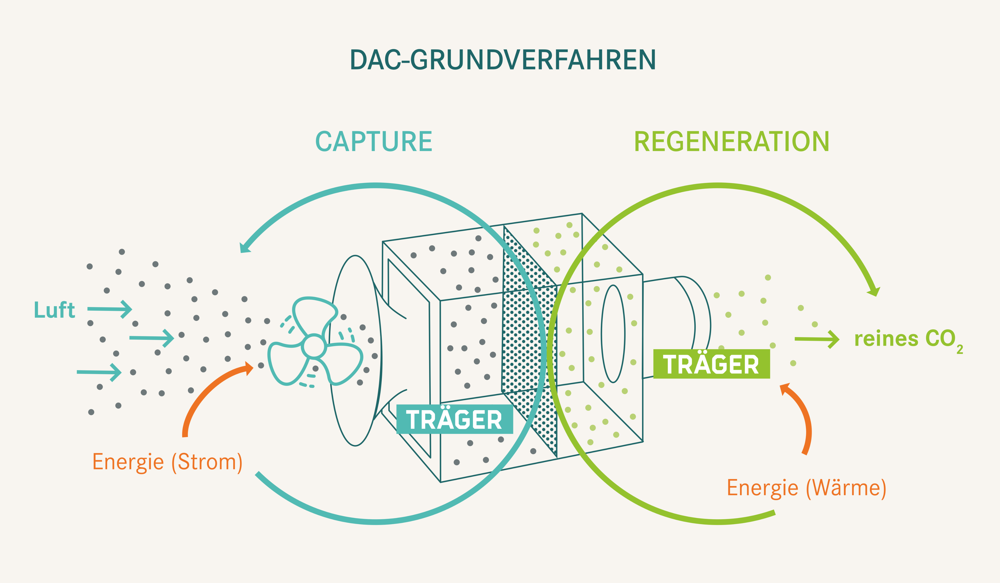 DAC–GRUNDVERFAHREN
CAPTURE
REGENERATION
Luft
reines CO₂
TRÄGER
TRÄGER
Energie (Strom)
Energie (Wärme)